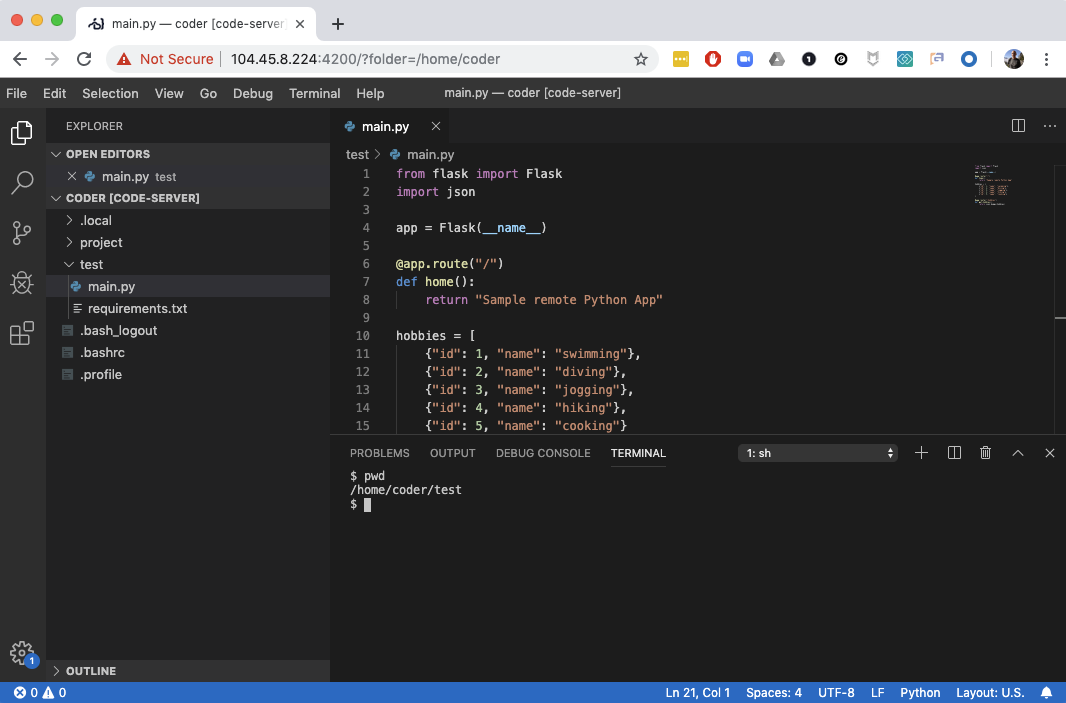 main.py — coder [code-server]
Not Secure | 104.45.8.224:4200/?folder=/home/coder
File Edit Selection View Go Debug Terminal Help main.py — coder [code-server]
EXPLORER
OPEN EDITORS
main.py test
CODER [CODE-SERVER]
.local
project
test
main.py
requirements.txt
.bash_logout
.bashrc
.profile
OUTLINE
1
main.py
test > main.py
1 from flask import Flask
2 import json
3
4 app = Flask(__name__)
5
6 @app.route("/")
7 def home():
8 return "Sample remote Python App"
9
10 hobbies = [
11 {"id": 1, "name": "swimming"},
12 {"id": 2, "name": "diving"},
13 {"id": 3, "name": "jogging"},
14 {"id": 4, "name": "hiking"},
15 {"id": 5, "name": "cooking"}
PROBLEMS OUTPUT DEBUG CONSOLE TERMINAL 1: sh
$ pwd
/home/coder/test
$
0 0 Ln 21, Col 1 Spaces: 4 UTF-8 LF Python Layout: U.S.